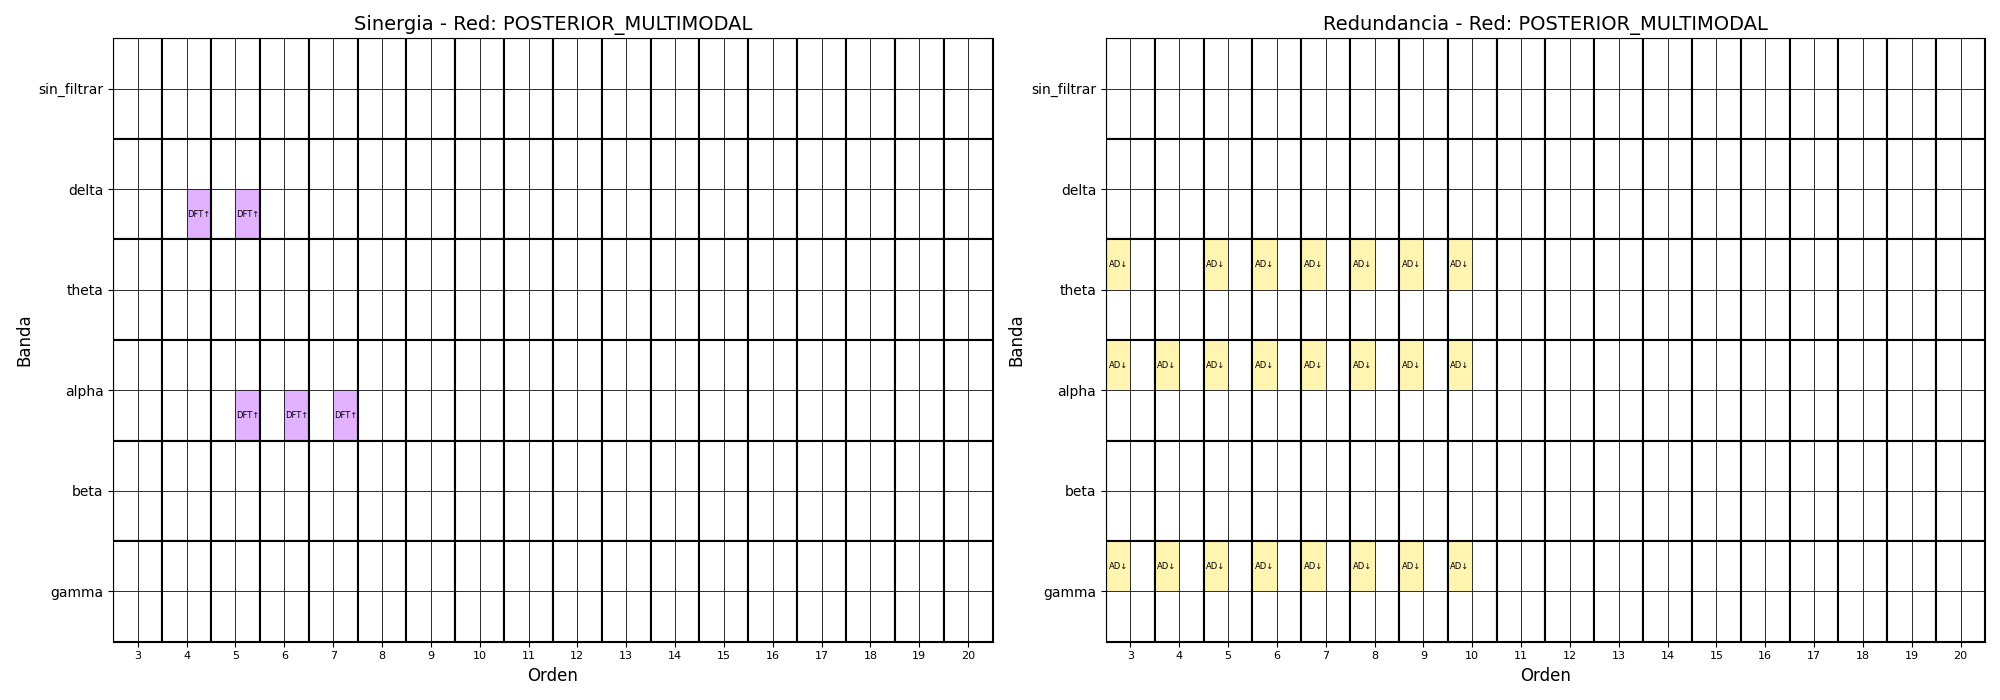 Sinergia - Red: POSTERIOR_MULTIMODAL
sin_filtrar
delta
DFT↑ DFT↑
theta
alpha
DFT↑ DFT↑ DFT↑
beta
gamma
Banda
3 4 5 6 7 8 9 10 11 12 13 14 15 16 17 18 19 20
Orden
Redundancia - Red: POSTERIOR_MULTIMODAL
sin_filtrar
delta
AD↓ AD↓ AD↓ AD↓ AD↓ AD↓ AD↓
theta
AD↓ AD↓ AD↓ AD↓ AD↓ AD↓ AD↓ AD↓
alpha
beta
AD↓ AD↓ AD↓ AD↓ AD↓ AD↓ AD↓ AD↓
gamma
Banda
3 4 5 6 7 8 9 10 11 12 13 14 15 16 17 18 19 20
Orden